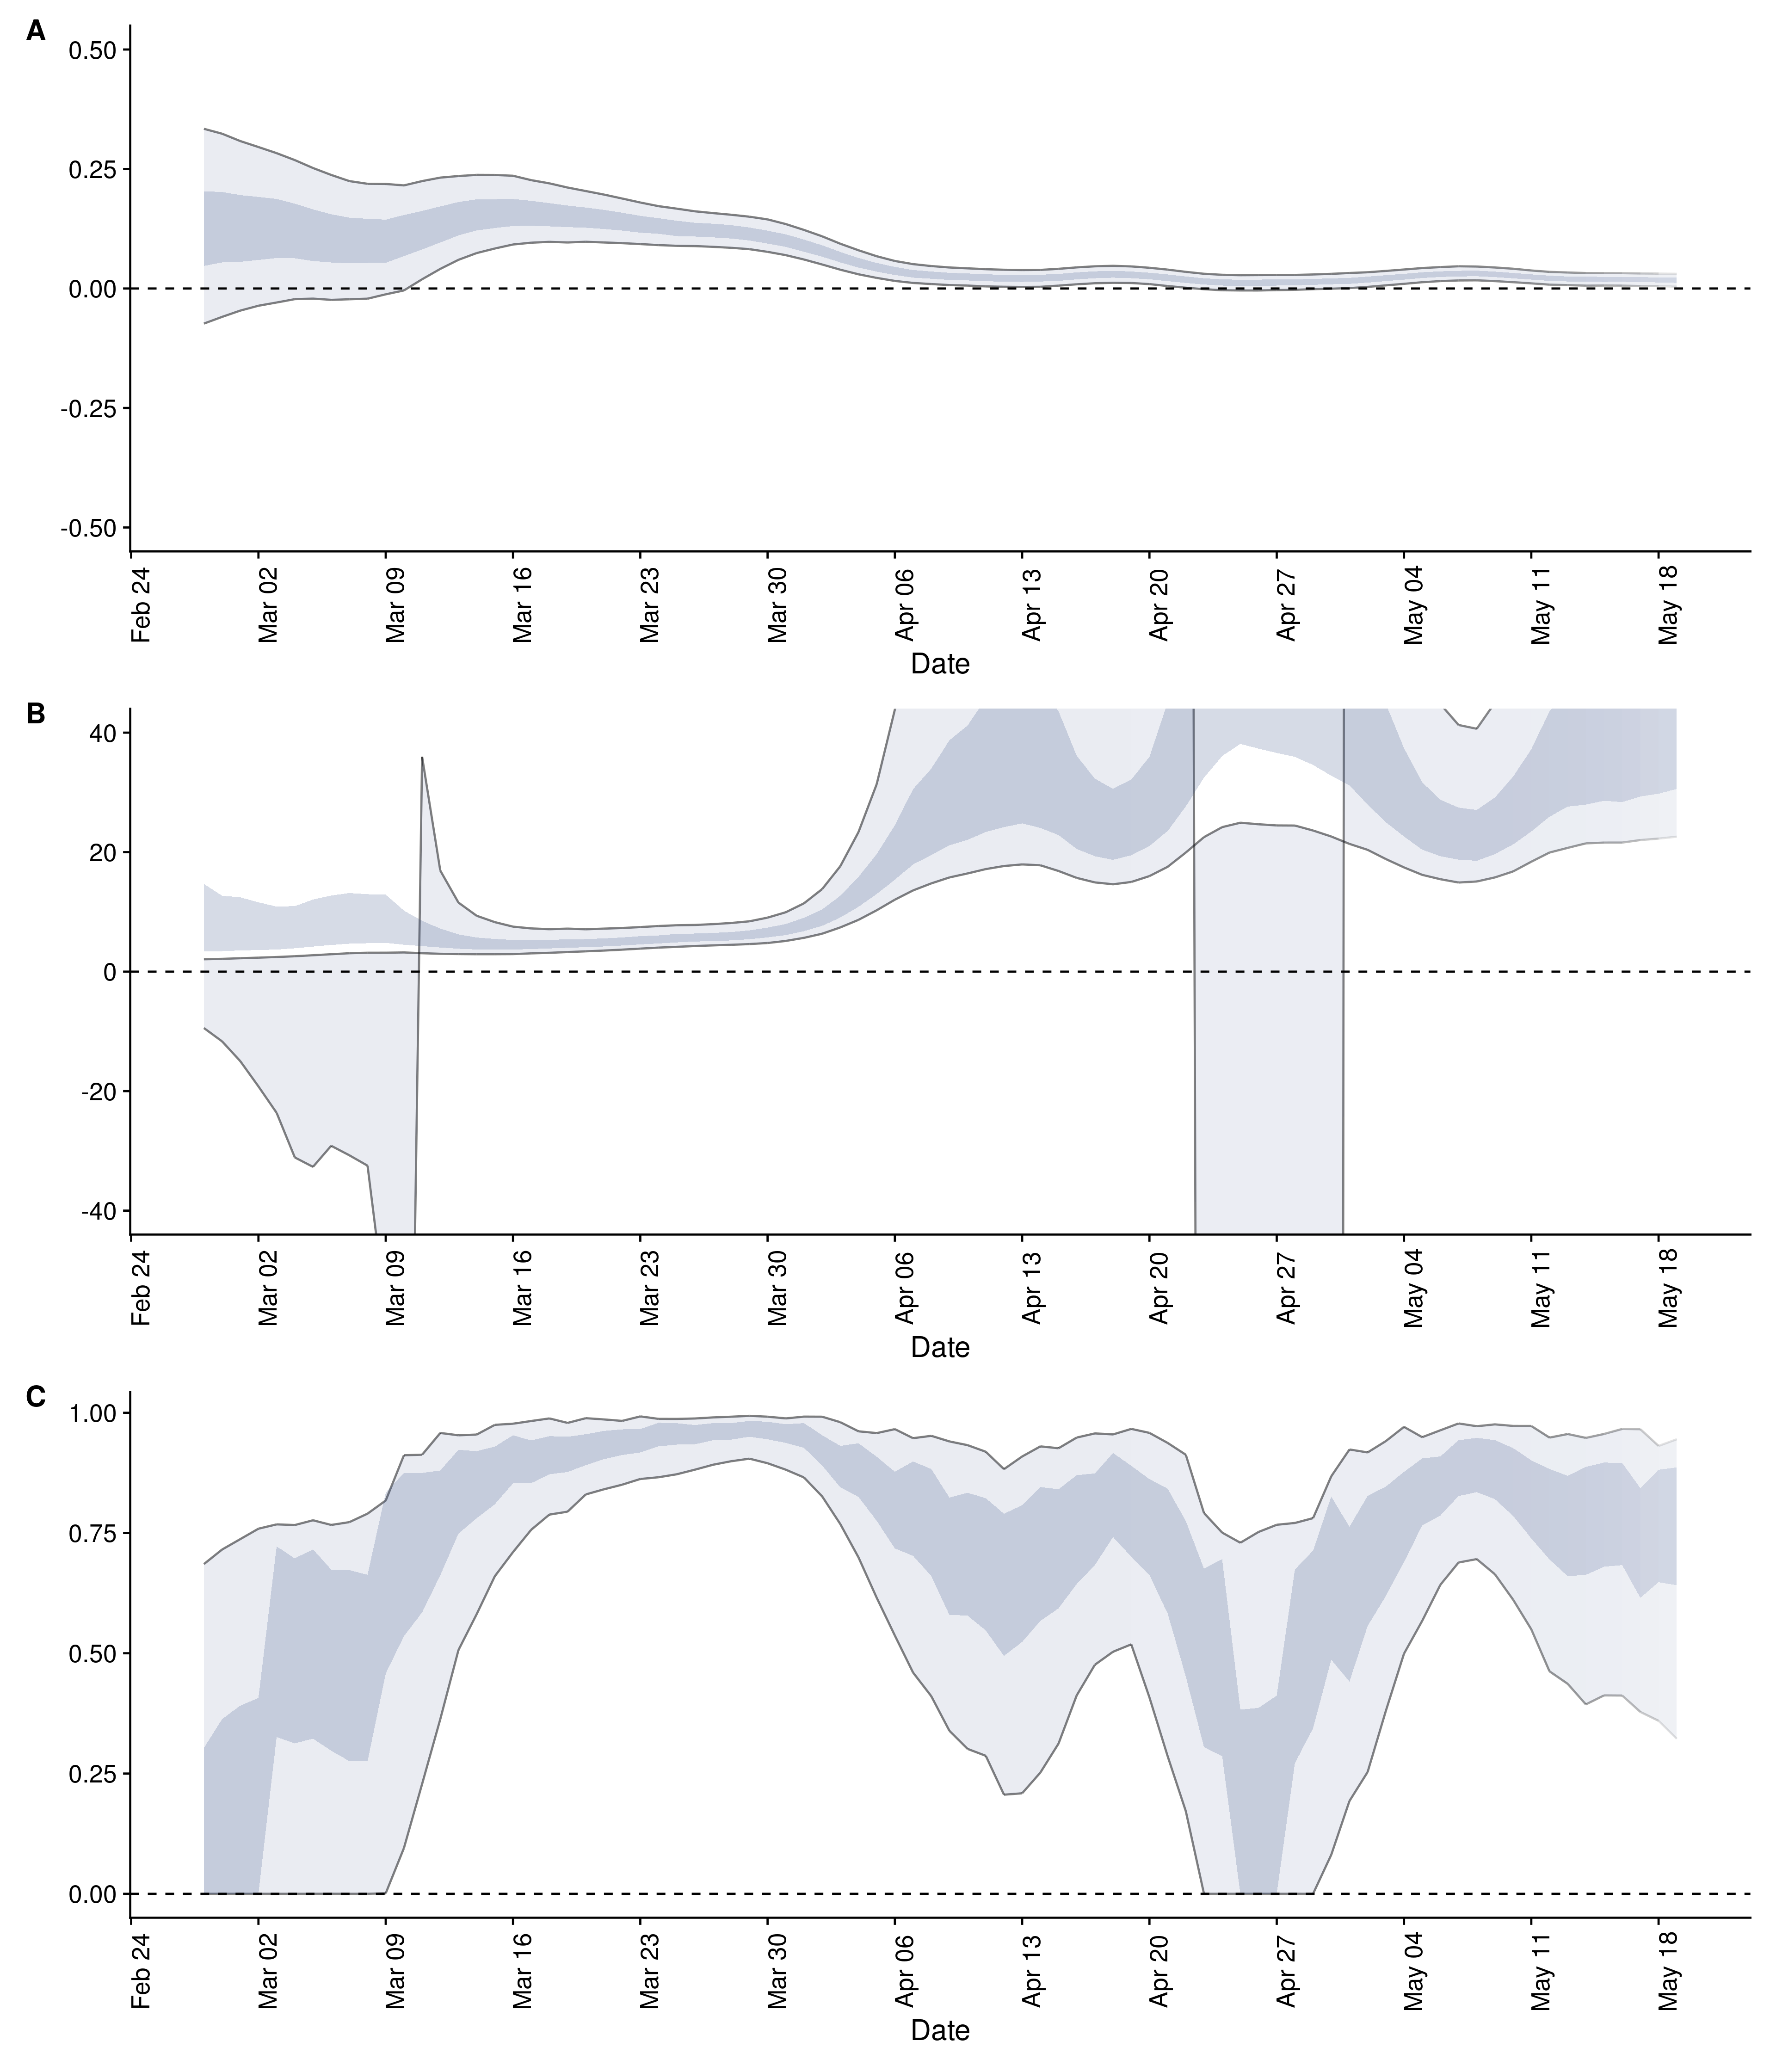 A
0.50
0.25
0.00
-0.25
-0.50
Feb 24
Mar 02
Mar 09
Mar 16
Mar 23
Mar 30
Apr 06
Apr 13
Apr 20
Apr 27
May 04
May 11
May 18
Date
B
40
20
0
-20
-40
Feb 24
Mar 02
Mar 09
Mar 16
Mar 23
Mar 30
Apr 06
Apr 13
Apr 20
Apr 27
May 04
May 11
May 18
Date
C
1.00
0.75
0.50
0.25
0.00
Feb 24
Mar 02
Mar 09
Mar 16
Mar 23
Mar 30
Apr 06
Apr 13
Apr 20
Apr 27
May 04
May 11
May 18
Date